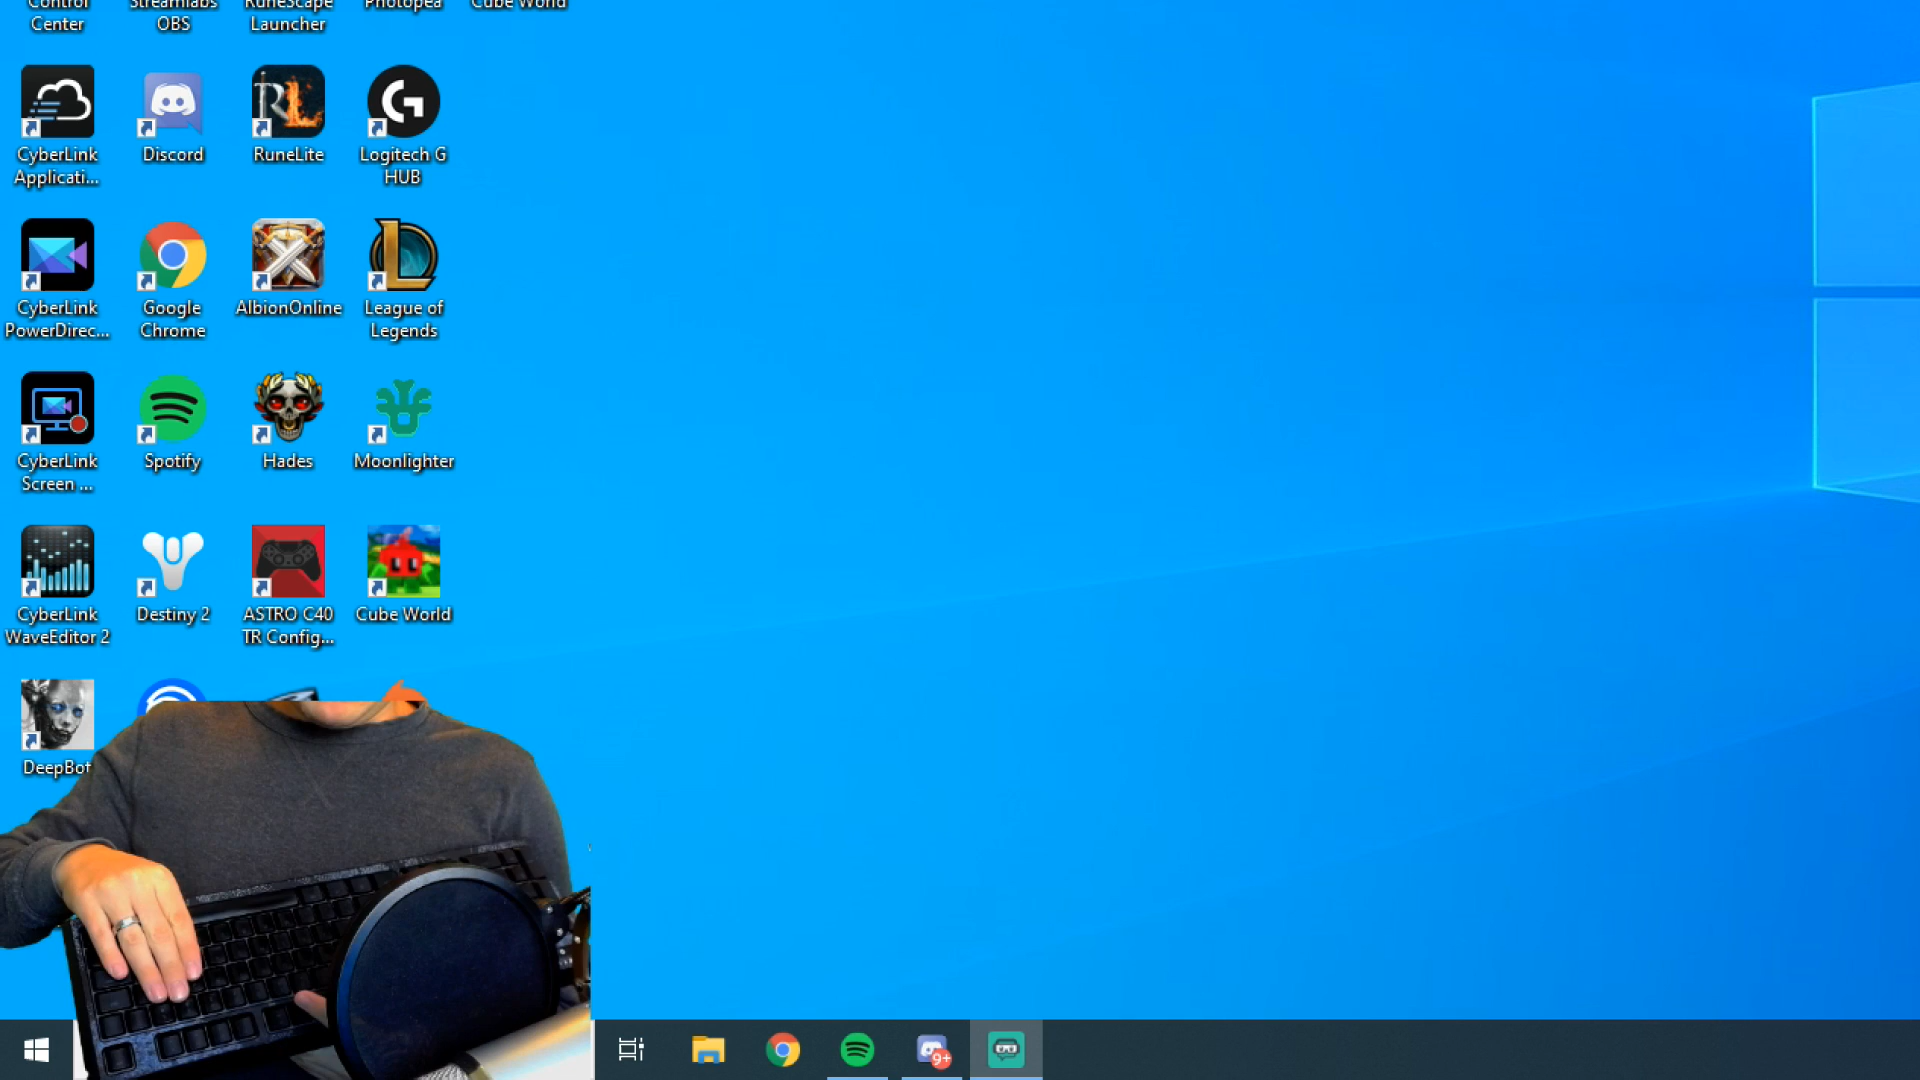 Control
Center
Streamlabs
OBS
RuneScape
Launcher
Photopea
Cube World
CyberLink
Applicati...
Discord
RuneLite
Logitech G
HUB
CyberLink
PowerDirec...
Google
Chrome
AlbionOnline
League of
Legends
CyberLink
Screen ...
Spotify
Hades
Moonlighter
CyberLink
WaveEditor 2
Destiny 2
ASTRO C40
TR Config...
Cube World
DeepBot
9+